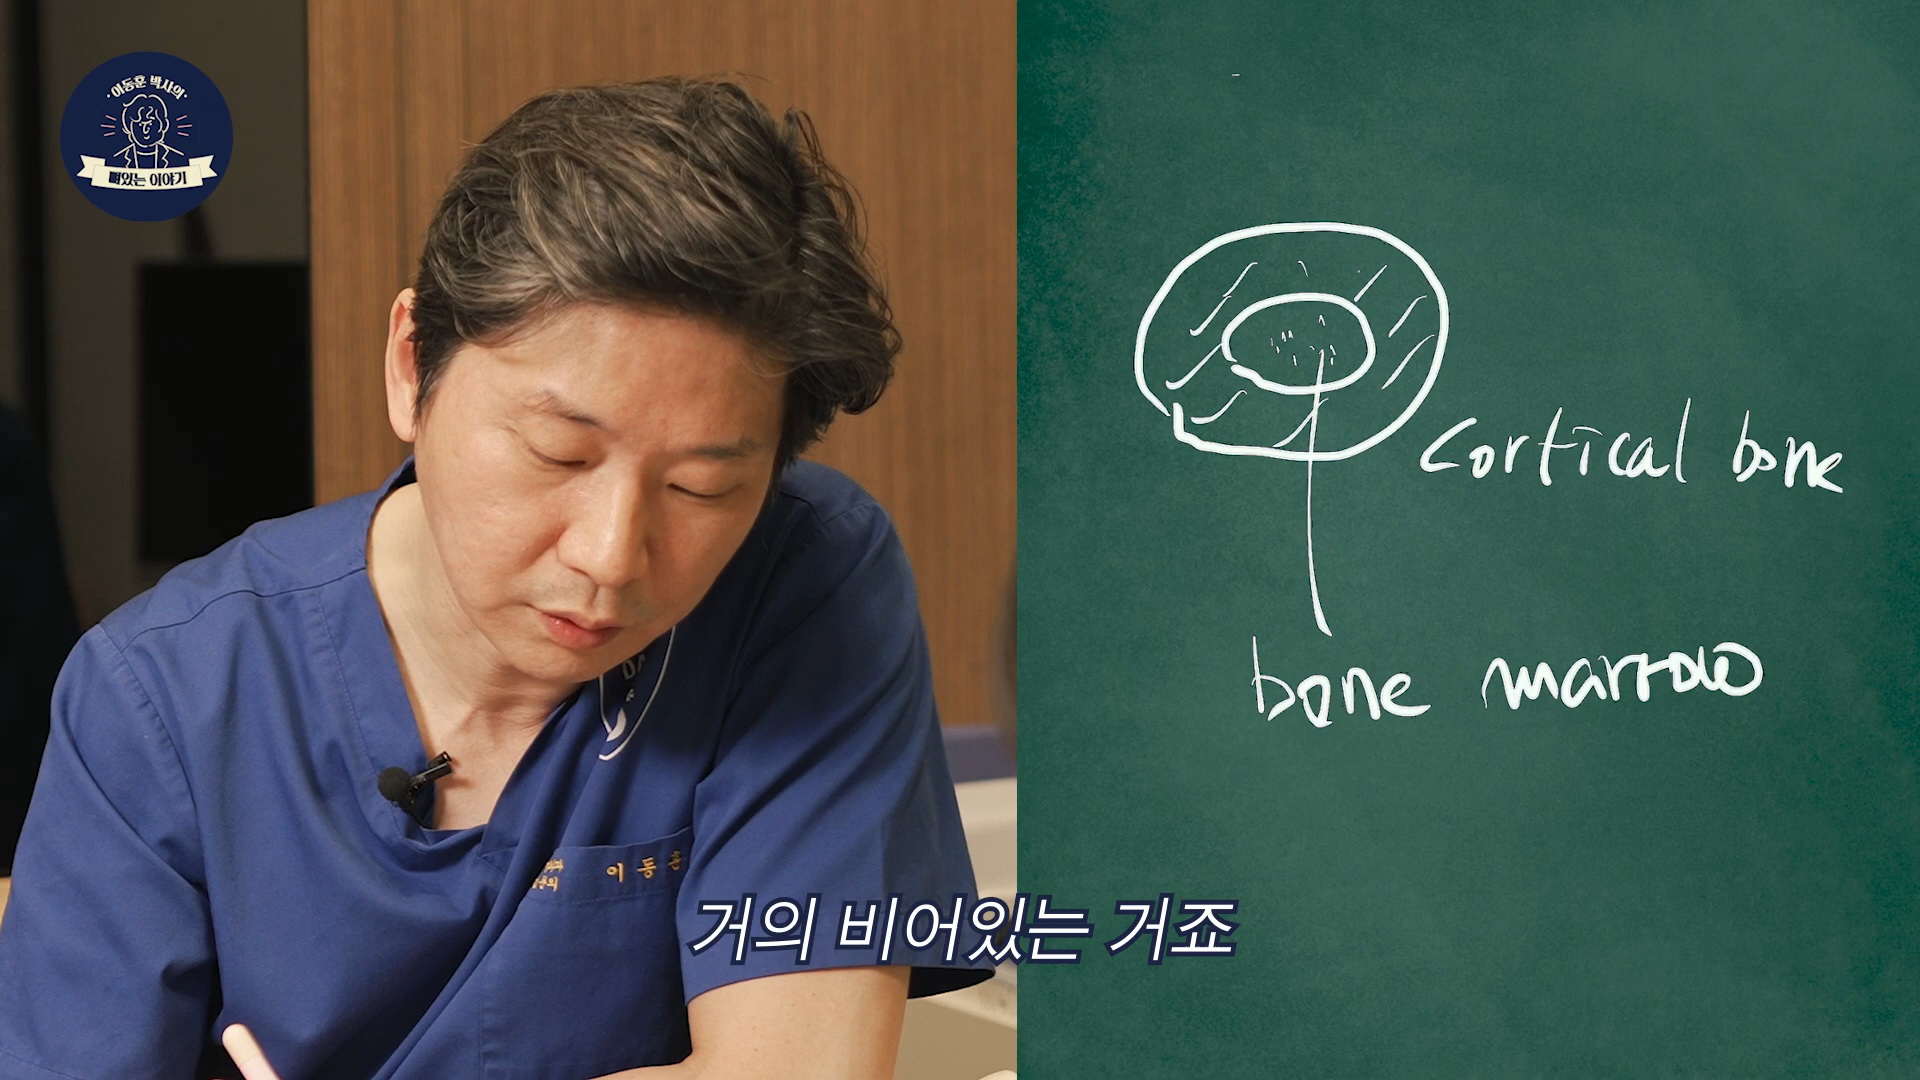 이동훈 박사의
뼈있는 이야기
이동훈
cortical bone
bone marrow
거의 비어있는 거죠